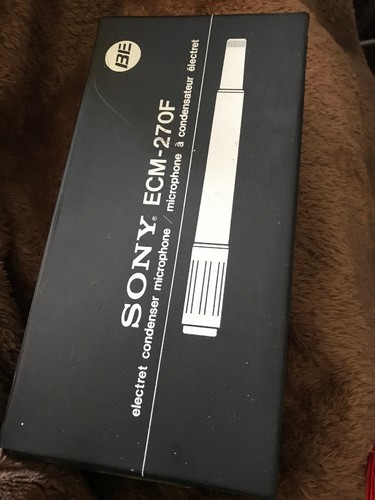 BE
SONY® ECM-270F
electret condenser microphone / microphone à condensateur électret